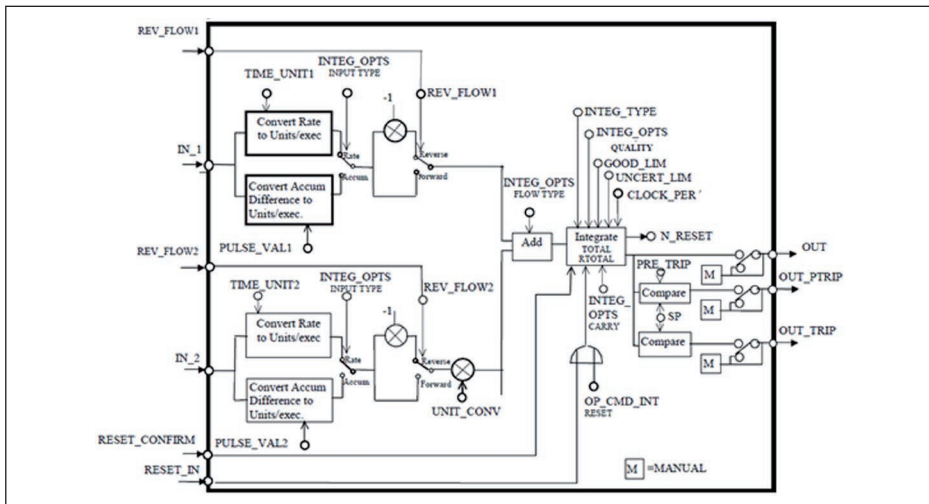 REV_FLOW1
TIME_UNIT1
INTEG_OPTS
INPUT TYPE
REV_FLOW1
-1
Convert Rate
to Units/exec
IN_1
Rate
Accum
Reverse
Forward
Convert Accum
Difference to
Units/exec.
PULSE_VAL1
INTEG_TYPE
INTEG_OPTS
QUALITY
GOOD_LIM
UNCERT_LIM
CLOCK_PER´
INTEG_OPTS
FLOW TYPE
Add
Integrate
TOTAL
RTOTAL
N_RESET
OUT
M
PRE_TRIP
Compare
OUT_PTRIP
M
SP
Compare
OUT_TRIP
M
INTEG_
OPTS
CARRY
REV_FLOW2
TIME_UNIT2
INTEG_OPTS
INPUT TYPE
REV_FLOW2
-1
Convert Rate
to Units/exec
IN_2
Rate
Accum
Reverse
Forward
Convert Accum
Difference to
Units/exec.
UNIT_CONV
OP_CMD_INT
RESET
PULSE_VAL2
RESET_CONFIRM
RESET_IN
M =MANUAL